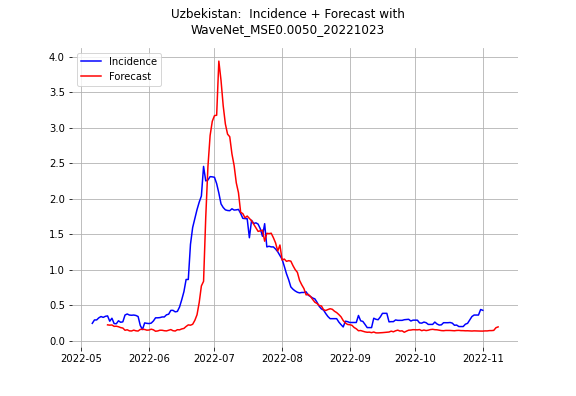 Uzbekistan:  Incidence + Forecast with
WaveNet_MSE0.0050_20221023
Incidence
Forecast
4.0
3.5
3.0
2.5
2.0
1.5
1.0
0.5
0.0
2022-05 2022-06 2022-07 2022-08 2022-09 2022-10 2022-11